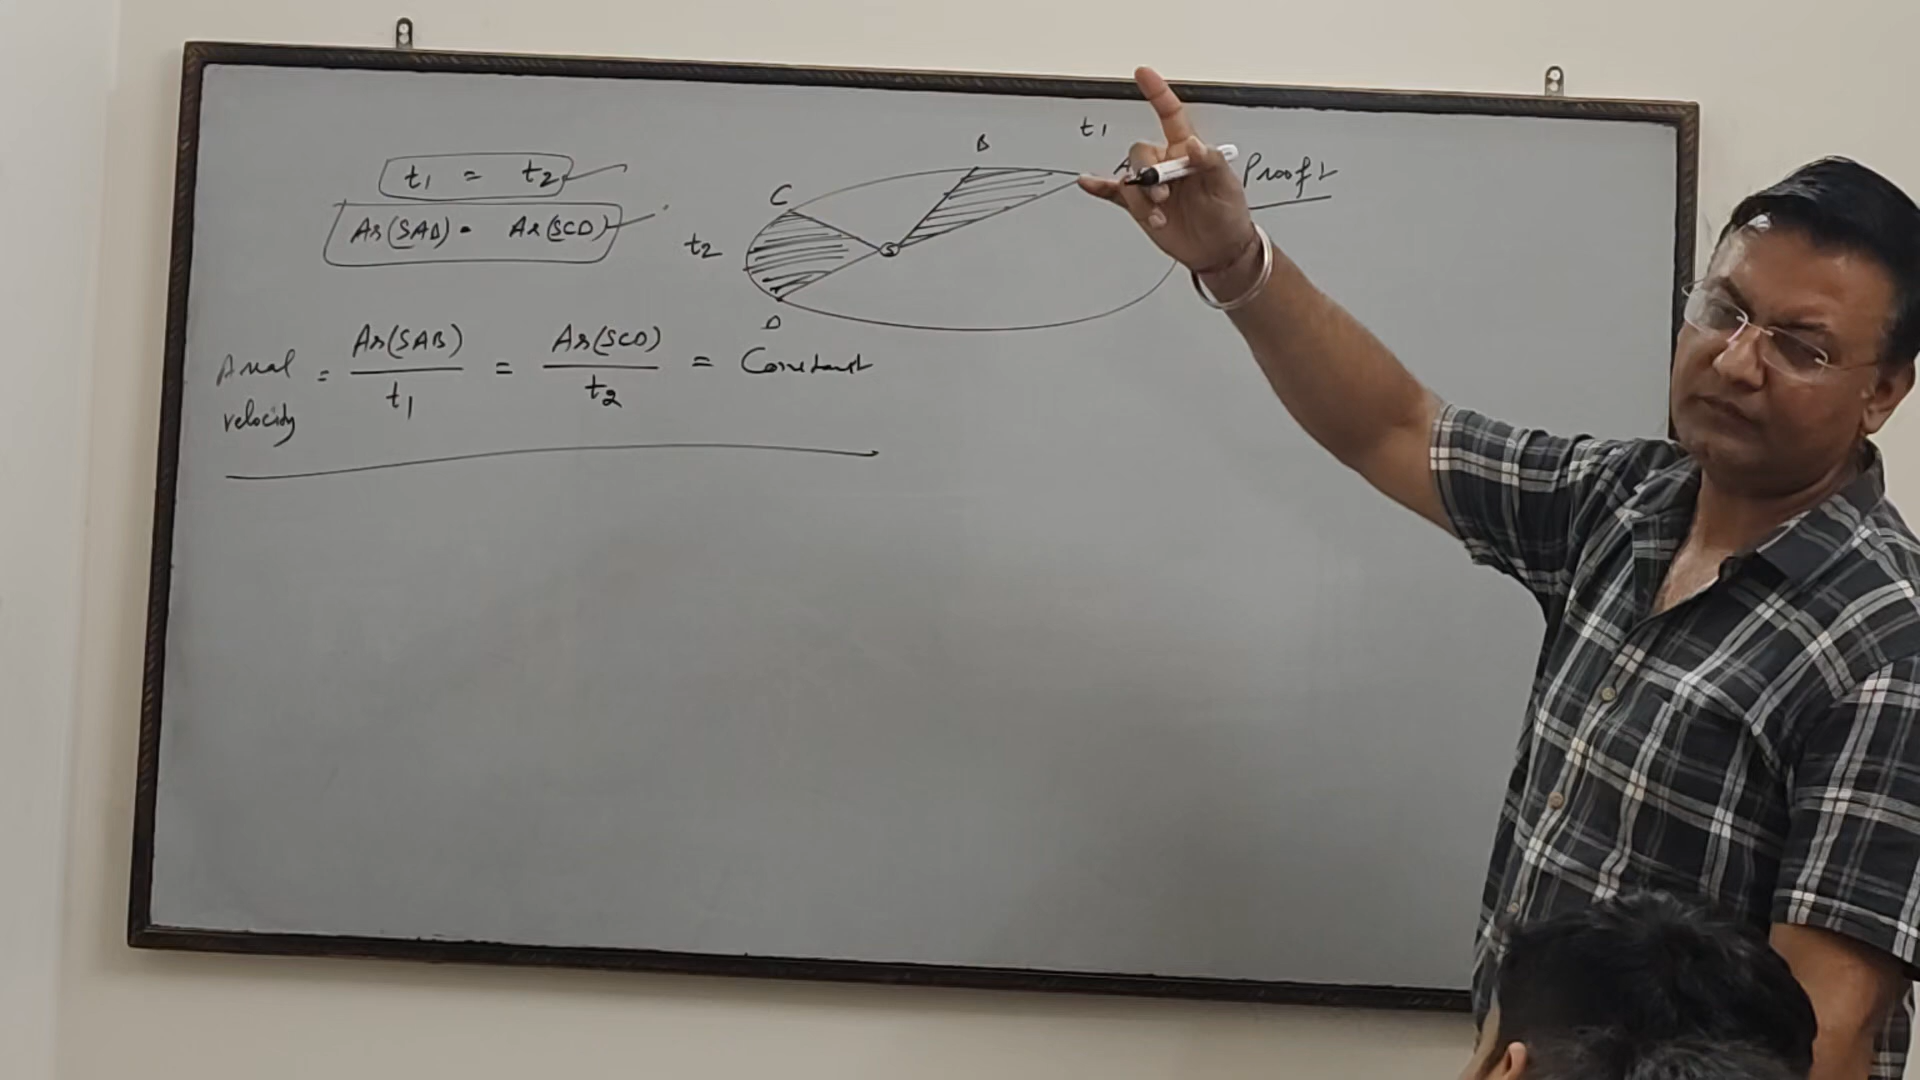 t1 = t2
Ar(SAB) = Ar(SCD)
B
t1
A
Proof
C
t2
S
D
Areal velocity = Ar(SAB)/t1 = Ar(SCD)/t2 = Constant